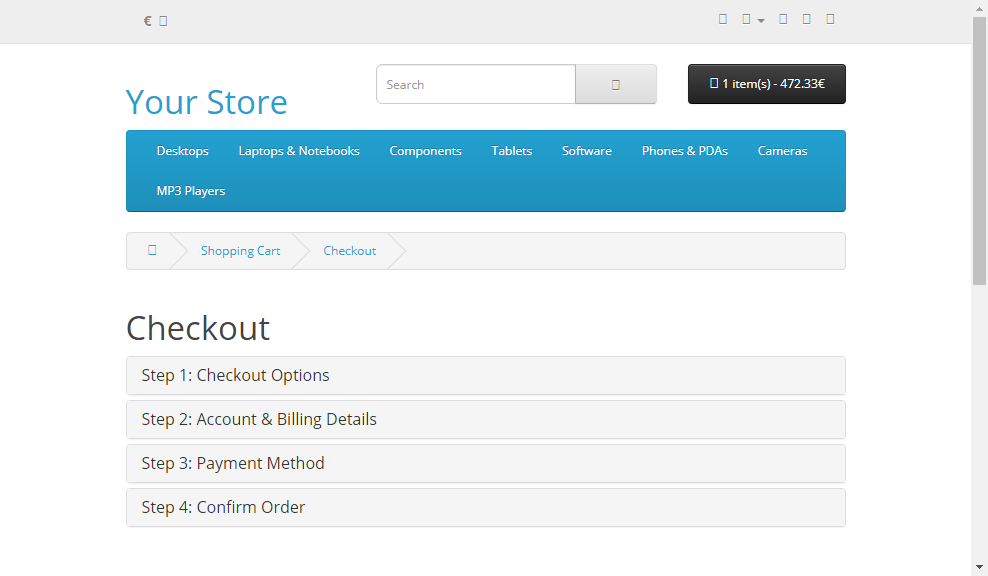 €
Your Store
Search
1 item(s) - 472.33€
Desktops Laptops & Notebooks Components Tablets Software Phones & PDAs Cameras
MP3 Players
Shopping Cart Checkout
Checkout
Step 1: Checkout Options
Step 2: Account & Billing Details
Step 3: Payment Method
Step 4: Confirm Order